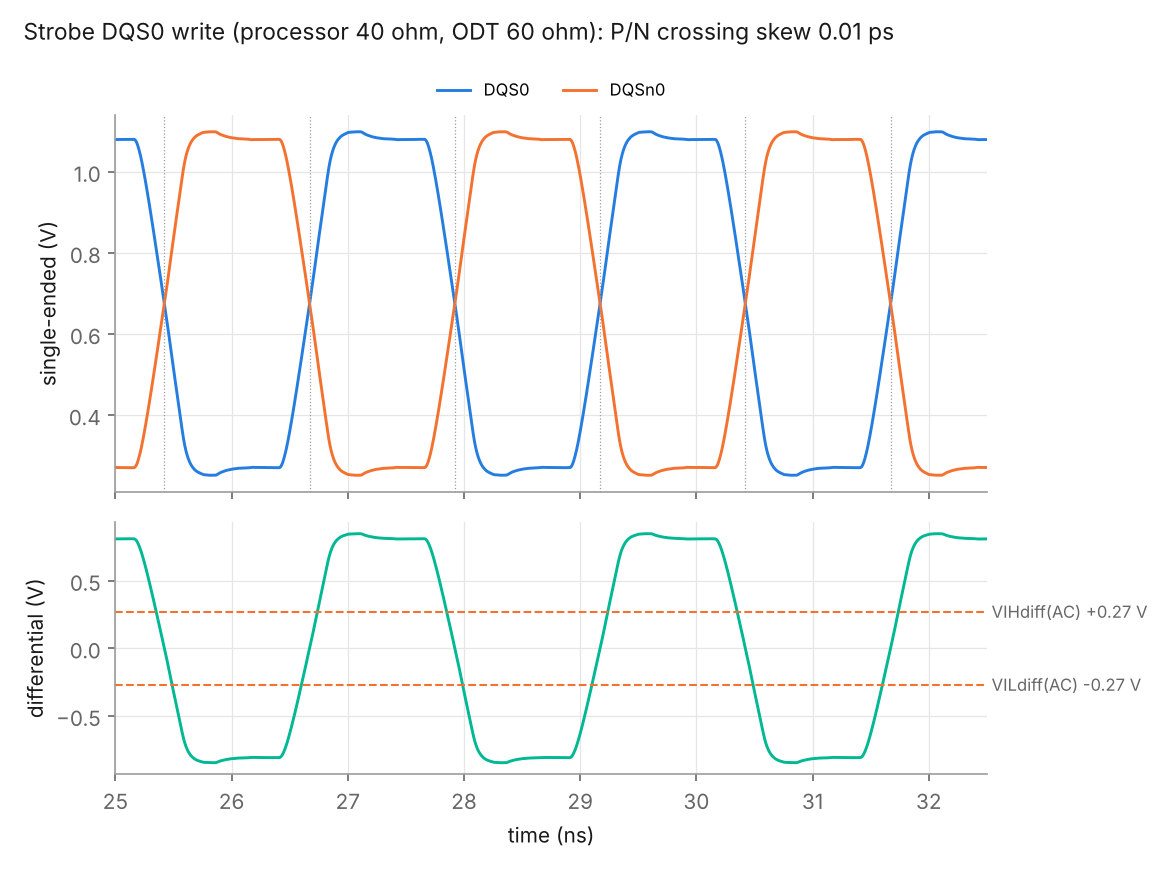 Strobe DQS0 write (processor 40 ohm, ODT 60 ohm): P/N crossing skew 0.01 ps
DQS0 DQSn0
single-ended (V)
1.0
0.8
0.6
0.4
differential (V)
0.5
0.0
−0.5
VIHdiff(AC) +0.27 V
VILdiff(AC) -0.27 V
25 26 27 28 29 30 31 32
time (ns)